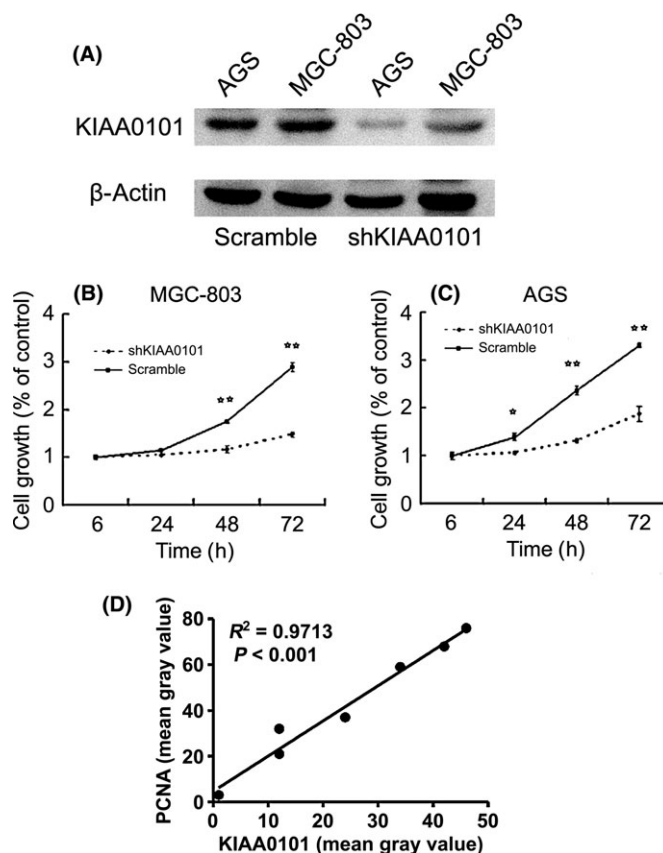 (A)
AGS MGC-803 AGS MGC-803
KIAA0101
β-Actin
Scramble shKIAA0101
(B) MGC-803
Cell growth (% of control)
4
3
2
1
0
shKIAA0101
Scramble
☆☆
☆☆
6 24 48 72
Time (h)
(C) AGS
Cell growth (% of control)
4
3
2
1
0
shKIAA0101
Scramble
☆
☆☆
☆☆
6 24 48 72
Time (h)
(D)
PCNA (mean gray value)
80
60
40
20
0
R² = 0.9713
P < 0.001
0 10 20 30 40 50
KIAA0101 (mean gray value)